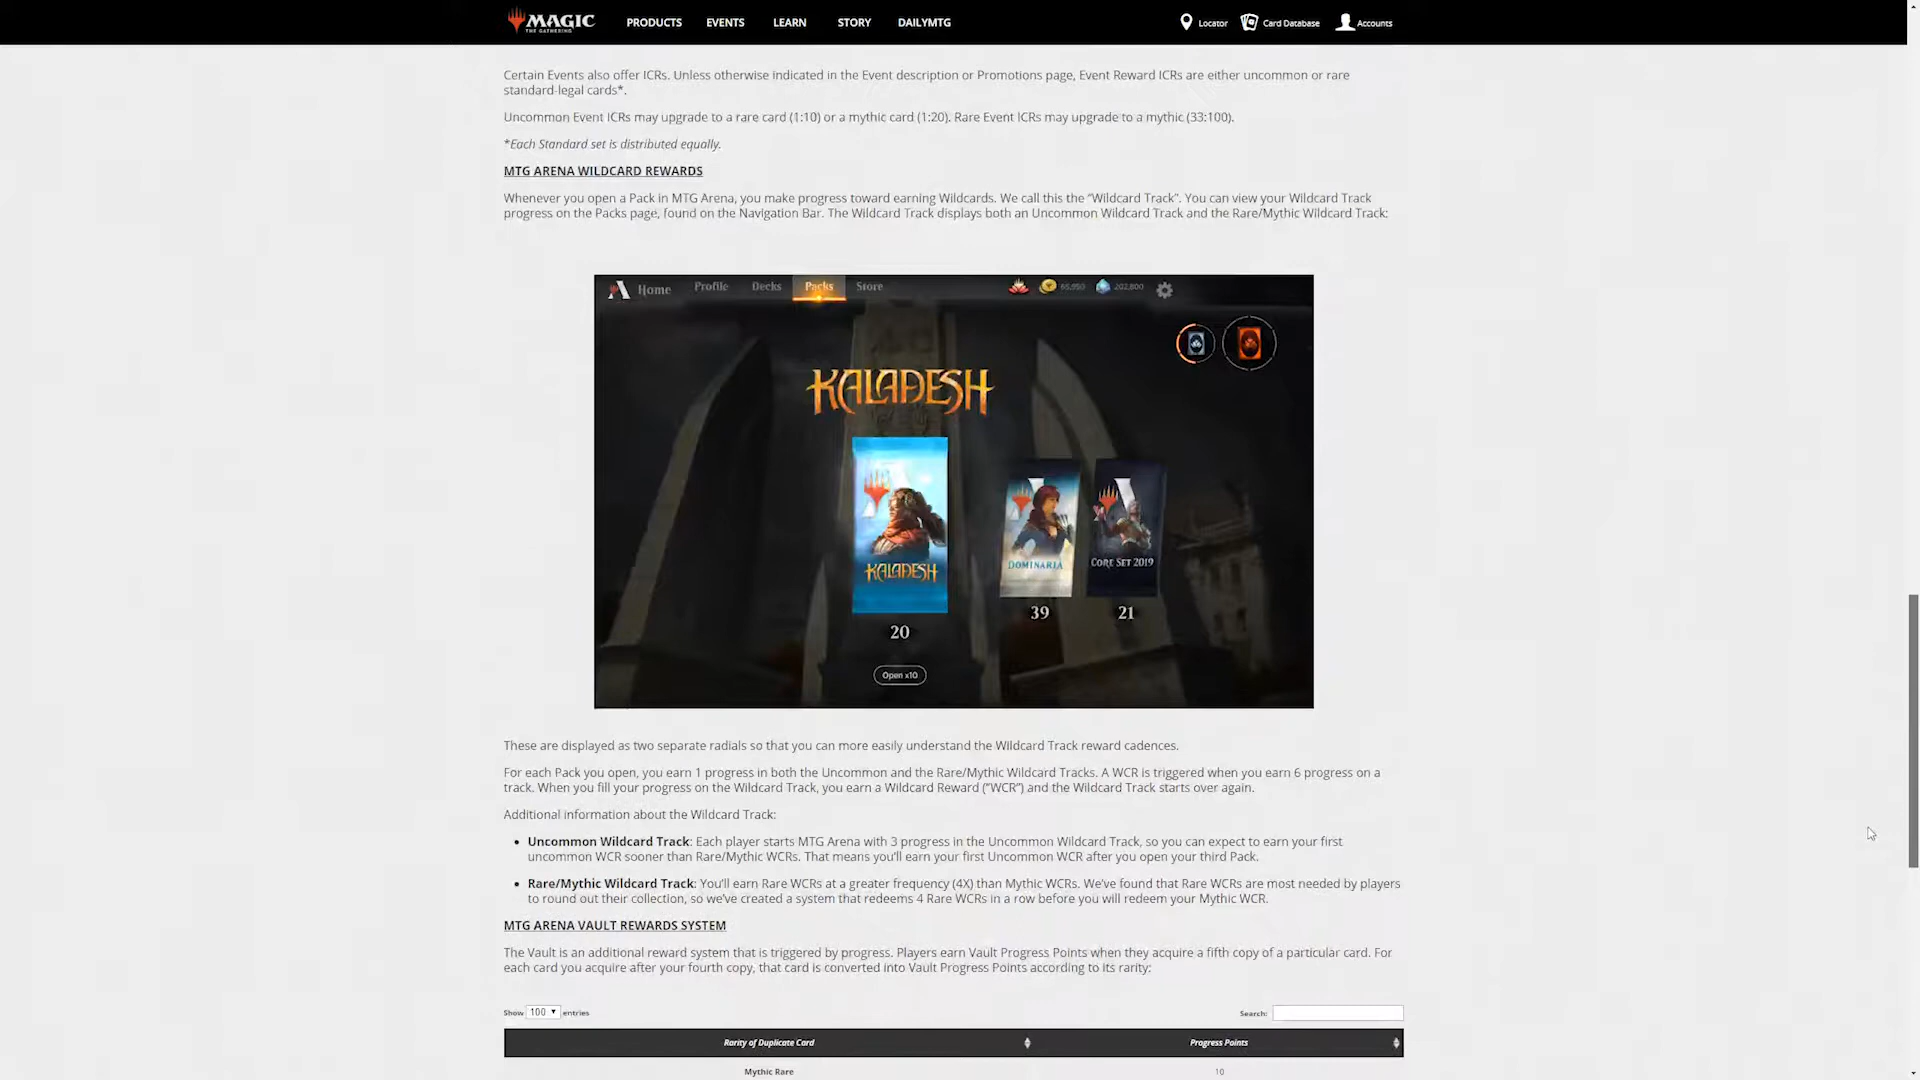 MAGIC
THE GATHERING
PRODUCTS
EVENTS
LEARN
STORY
DAILYMTG
Locator
Card Database
Accounts
Certain Events also offer ICRs. Unless otherwise indicated in the Event description or Promotions page, Event Reward ICRs are either uncommon or rare
standard-legal cards*.
Uncommon Event ICRs may upgrade to a rare card (1:10) or a mythic card (1:20). Rare Event ICRs may upgrade to a mythic (33:100).
*Each Standard set is distributed equally.
MTG ARENA WILDCARD REWARDS
Whenever you open a Pack in MTG Arena, you make progress toward earning Wildcards. We call this the “Wildcard Track”. You can view your Wildcard Track
progress on the Packs page, found on the Navigation Bar. The Wildcard Track displays both an Uncommon Wildcard Track and the Rare/Mythic Wildcard Track:
Home
Profile
Decks
Packs
Store
202,800
KALADESH
KALADESH
DOMINARIA
CORE SET 2019
39
21
20
Open x10
These are displayed as two separate radials so that you can more easily understand the Wildcard Track reward cadences.
For each Pack you open, you earn 1 progress in both the Uncommon and the Rare/Mythic Wildcard Tracks. A WCR is triggered when you earn 6 progress on a
track. When you fill your progress on the Wildcard Track, you earn a Wildcard Reward (“WCR”) and the Wildcard Track starts over again.
Additional information about the Wildcard Track:
• Uncommon Wildcard Track: Each player starts MTG Arena with 3 progress in the Uncommon Wildcard Track, so you can expect to earn your first
uncommon WCR sooner than Rare/Mythic WCRs. That means you’ll earn your first Uncommon WCR after you open your third Pack.
• Rare/Mythic Wildcard Track: You’ll earn Rare WCRs at a greater frequency (4X) than Mythic WCRs. We’ve found that Rare WCRs are most needed by players
to round out their collection, so we’ve created a system that redeems 4 Rare WCRs in a row before you will redeem your Mythic WCR.
MTG ARENA VAULT REWARDS SYSTEM
The Vault is an additional reward system that is triggered by progress. Players earn Vault Progress Points when they acquire a fifth copy of a particular card. For
each card you acquire after your fourth copy, that card is converted into Vault Progress Points according to its rarity:
Show 100 entries
Search:
Rarity of Duplicate Card
Progress Points
Mythic Rare
10